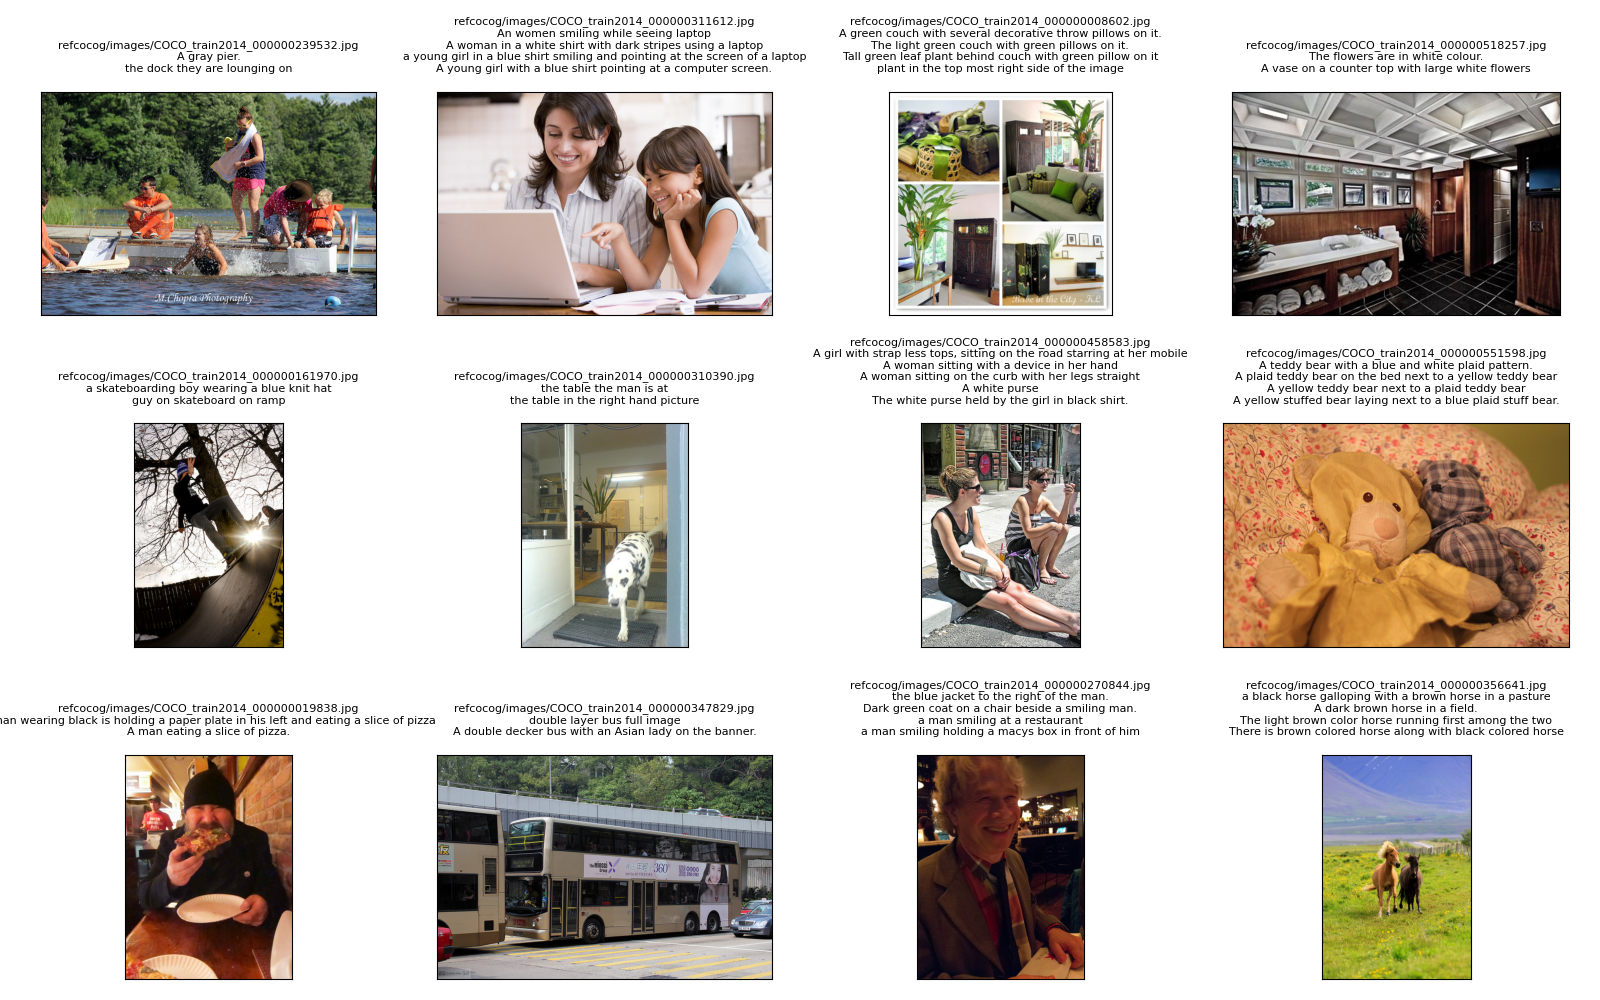 refcocog/images/COCO_train2014_000000239532.jpg
A gray pier.
the dock they are lounging on
M.Chopra Photography
refcocog/images/COCO_train2014_000000311612.jpg
An women smiling while seeing laptop
A woman in a white shirt with dark stripes using a laptop
a young girl in a blue shirt smiling and pointing at the screen of a laptop
A young girl with a blue shirt pointing at a computer screen.
refcocog/images/COCO_train2014_000000008602.jpg
A green couch with several decorative throw pillows on it.
The light green couch with green pillows on it.
Tall green leaf plant behind couch with green pillow on it
plant in the top most right side of the image
Babe in the City - KL
refcocog/images/COCO_train2014_000000518257.jpg
The flowers are in white colour.
A vase on a counter top with large white flowers
refcocog/images/COCO_train2014_000000161970.jpg
a skateboarding boy wearing a blue knit hat
guy on skateboard on ramp
refcocog/images/COCO_train2014_000000310390.jpg
the table the man is at
the table in the right hand picture
refcocog/images/COCO_train2014_000000458583.jpg
A girl with strap less tops, sitting on the road starring at her mobile
A woman sitting with a device in her hand
A woman sitting on the curb with her legs straight
A white purse
The white purse held by the girl in black shirt.
refcocog/images/COCO_train2014_000000551598.jpg
A teddy bear with a blue and white plaid pattern.
A plaid teddy bear on the bed next to a yellow teddy bear
A yellow teddy bear next to a plaid teddy bear
A yellow stuffed bear laying next to a blue plaid stuff bear.
refcocog/images/COCO_train2014_000000019838.jpg
an wearing black is holding a paper plate in his left and eating a slice of pizza
A man eating a slice of pizza.
refcocog/images/COCO_train2014_000000347829.jpg
double layer bus full image
A double decker bus with an Asian lady on the banner.
360°
refcocog/images/COCO_train2014_000000270844.jpg
the blue jacket to the right of the man.
Dark green coat on a chair beside a smiling man.
a man smiling at a restaurant
a man smiling holding a macys box in front of him
refcocog/images/COCO_train2014_000000356641.jpg
a black horse galloping with a brown horse in a pasture
A dark brown horse in a field.
The light brown color horse running first among the two
There is brown colored horse along with black colored horse